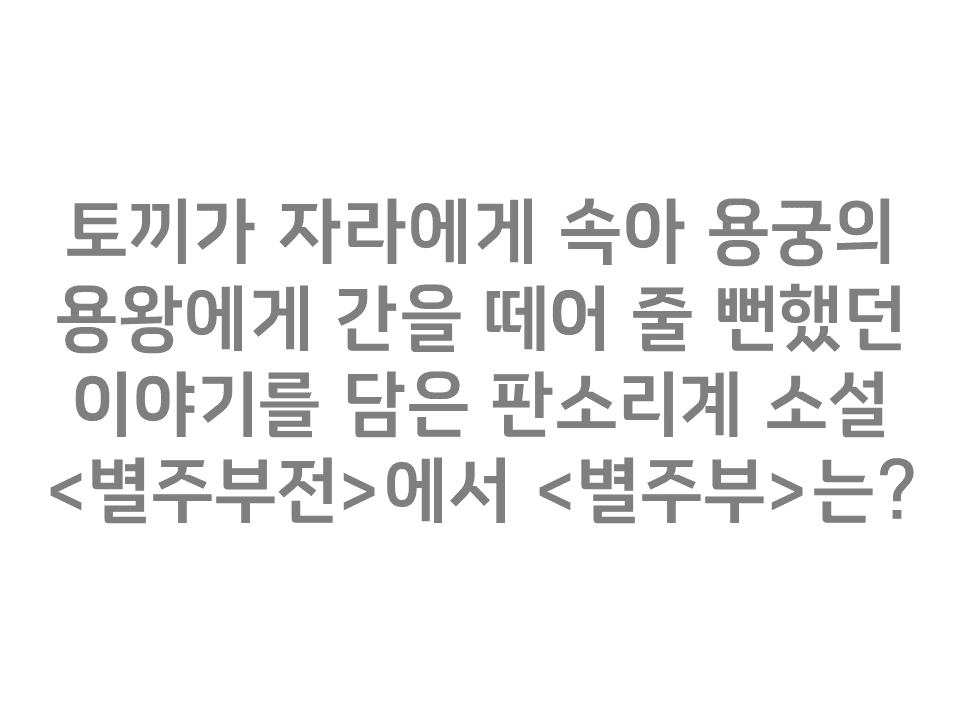 토끼가 자라에게 속아 용궁의
용왕에게 간을 떼어 줄 뻔했던
이야기를 담은 판소리계 소설
<별주부전>에서 <별주부>는?